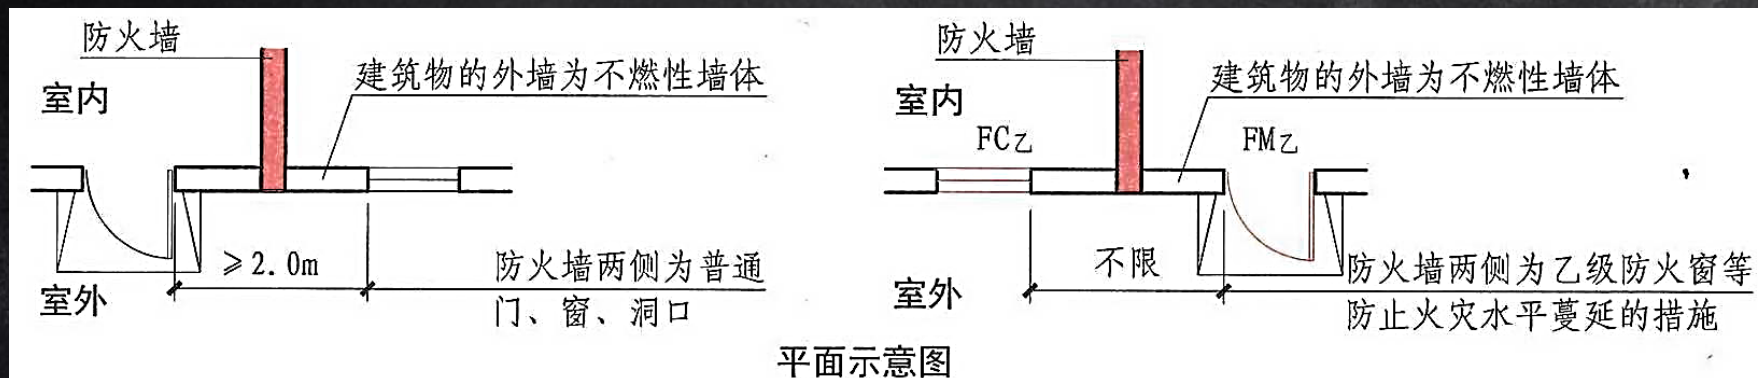 防火墙
建筑物的外墙为不燃性墙体
室内
≥2.0m
防火墙两侧为普通
门、窗、洞口
室外
防火墙
建筑物的外墙为不燃性墙体
室内
FC乙
FM乙
不限
防火墙两侧为乙级防火窗等
防止火灾水平蔓延的措施
室外
平面示意图